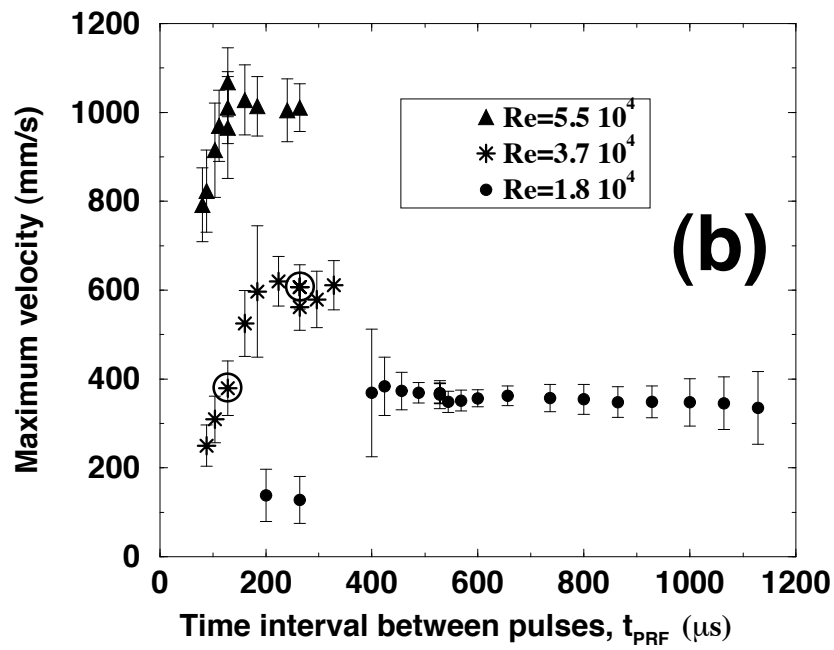 1200
1000
800
600
400
200
0
Maximum velocity (mm/s)
Re=5.5 10⁴
Re=3.7 10⁴
Re=1.8 10⁴
(b)
0 200 400 600 800 1000 1200
Time interval between pulses, t_PRF (μs)